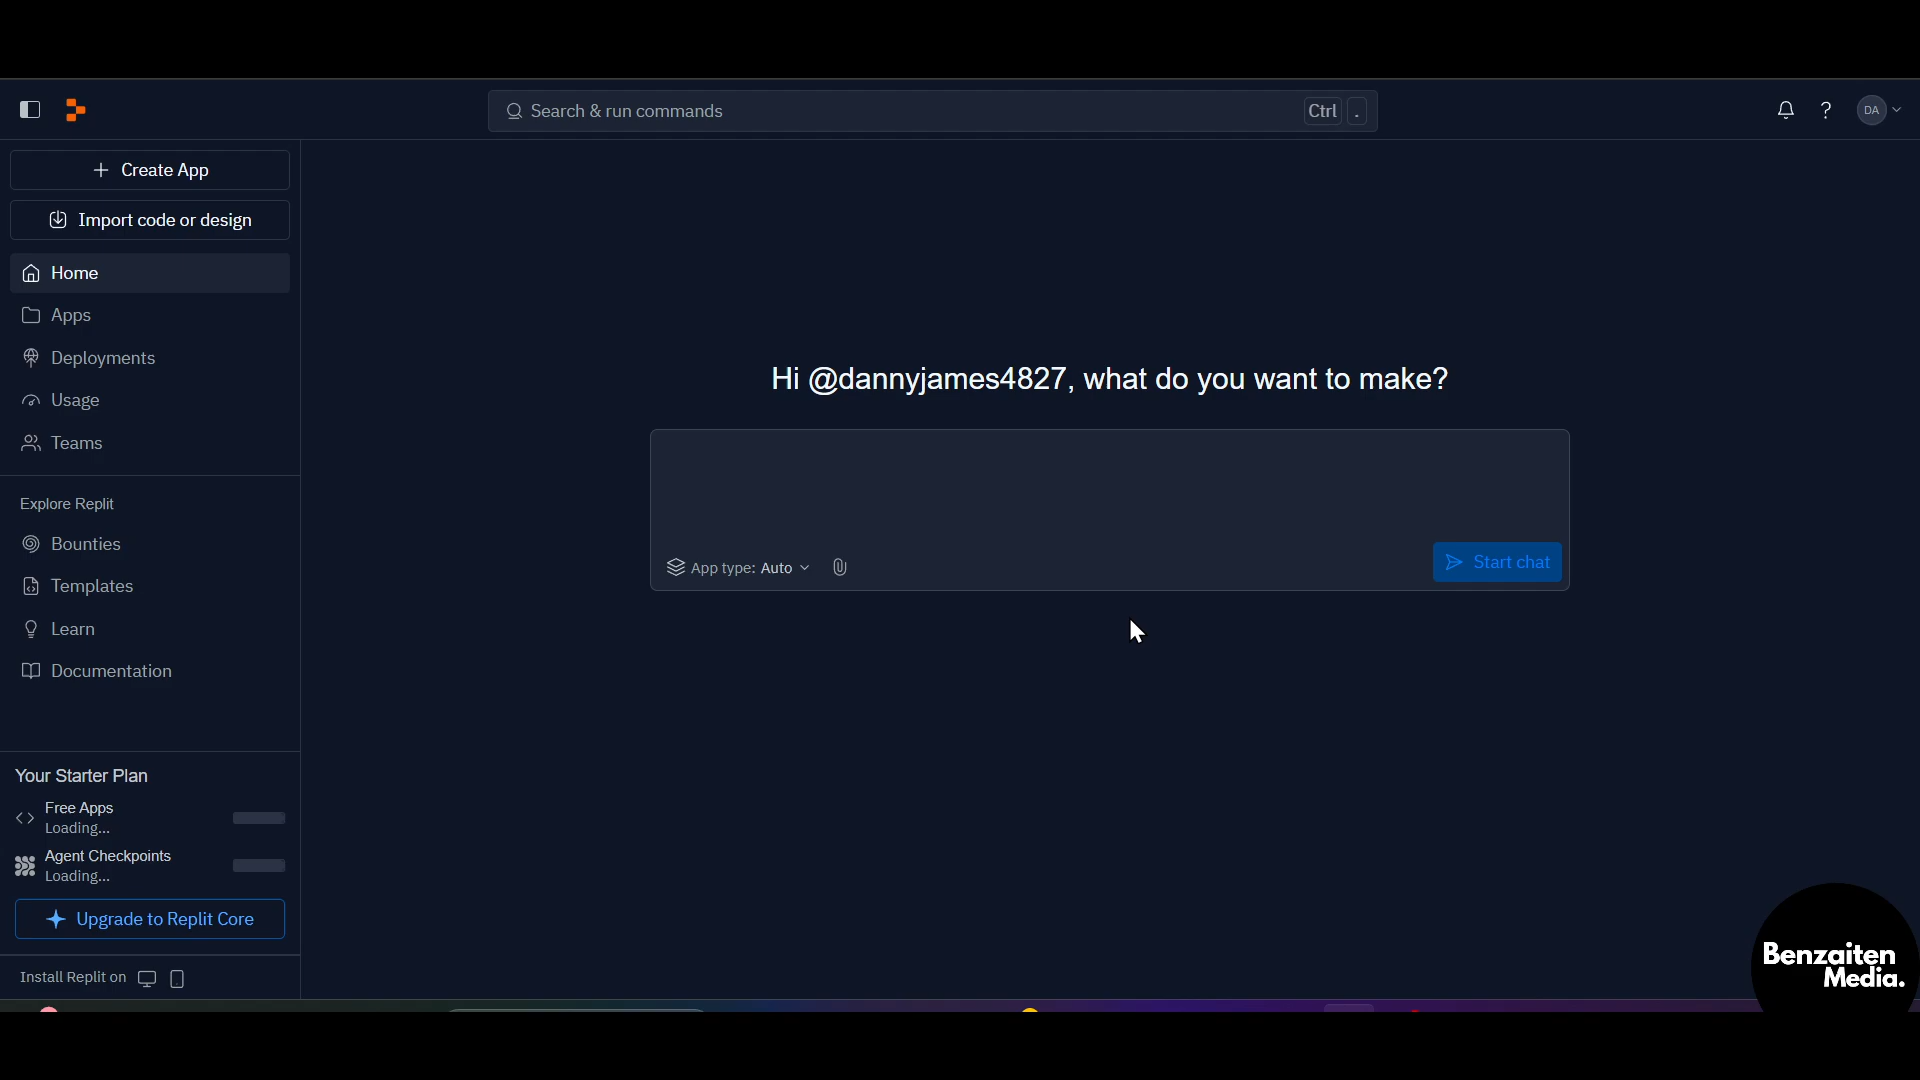 Search & run commands
Ctrl .
?
DA
Create App
Import code or design
Home
Apps
Deployments
Usage
Teams
Explore Replit
Bounties
Templates
Learn
Documentation
Your Starter Plan
Free Apps
Loading...
Agent Checkpoints
Loading...
Upgrade to Replit Core
Install Replit on
Hi @dannyjames4827, what do you want to make?
App type: Auto
Start chat
Benzaiten
Media.